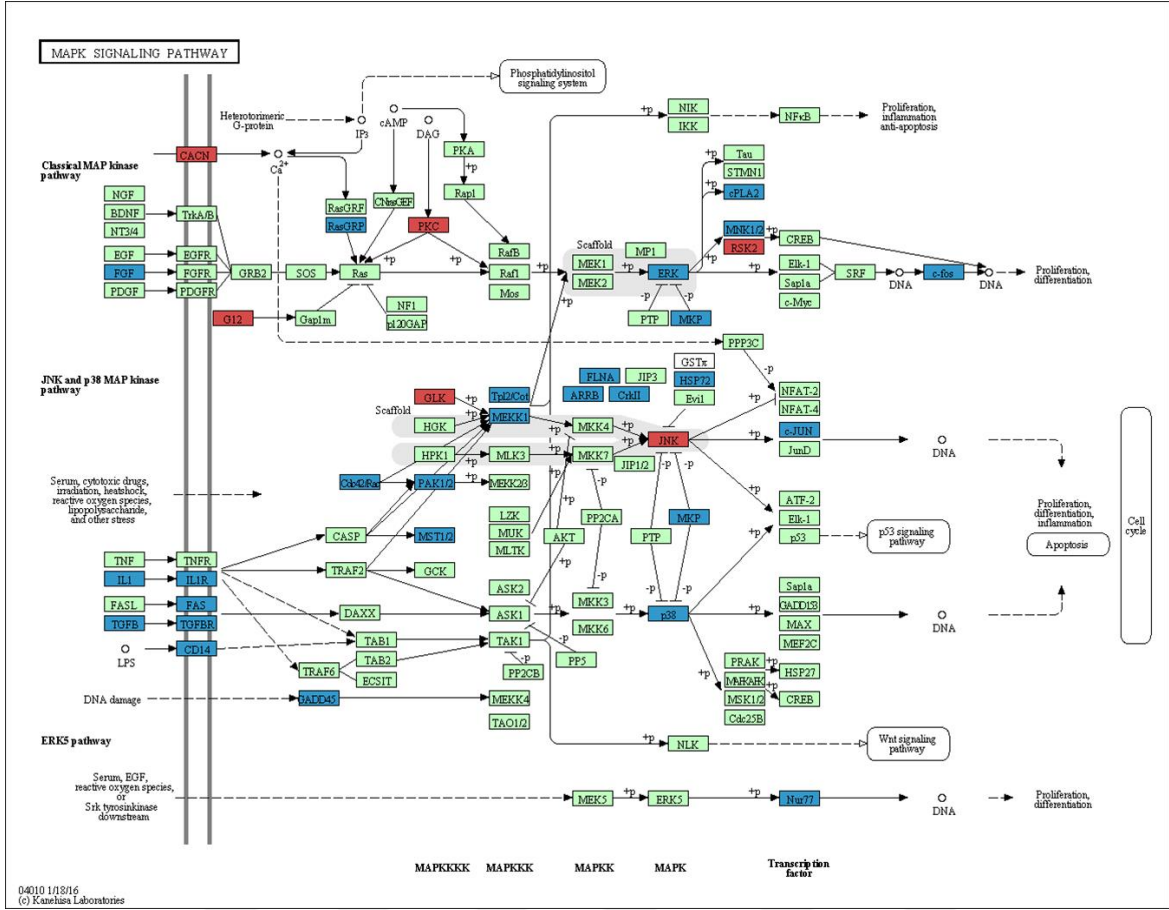 MAPK SIGNALING PATHWAY
Phosphatidylinositol
signaling system
Heterotorimeric
G-protein
IP3
cAMP
DAG
PKA
+p
Rap1
NIK
IKK
+p
NFκB
Proliferation,
inflammation
anti-apoptosis
CACN
Ca2+
Classical MAP kinase
pathway
NGF
BDNF
NT3/4
TrkA/B
EGF
EGFR
FGF
FGFR
PDGF
PDGFR
GRB2
SOS
RasGRF
RasGRP
CNrasGEF
PKC
+p
+p
Ras
RafB
Raf1
Mos
G12
Gap1m
NF1
p120GAP
Scaffold
MEK1
MEK2
MP1
+p
+p
+p
ERK
-p
-p
PTP
MKP
+p
Tau
STMN1
cPLA2
+p
MNK1/2
RSK2
+p
CREB
+p
Elk-1
Sap1a
c-Myc
SRF
DNA
c-fos
DNA
Proliferation,
differentiation
PPP3C
-p
JNK and p38 MAP kinase
pathway
GLK
+p
Tpl2/Cot
MEKK1
Scaffold
HGK
+p
HPK1
+p
MLK3
+p
FLNA
JIP3
ARRB
CrkII
GSTπ
HSP72
Evi1
+p
MKK4
+p
MKK7
+p
JIP1/2
JNK
-p
-p
+p
NFAT-2
NFAT-4
+p
c-JUN
JunD
DNA
+p
Cdc42/Rac
PAK1/2
+p
MEKK2/3
Serum, cytotoxic drugs,
irradiation, heatshock,
reactive oxygen species,
lipopolysaccharide,
and other stress
CASP
MST1/2
LZK
MUK
MLTK
AKT
+p
PP2CA
-p
PTP
MKP
-p
-p
ATF-2
Elk-1
p53
+p
p53 signaling
pathway
Proliferation,
differentiation,
inflammation
Apoptosis
Cell
cycle
TNF
TNFR
IL1
IL1R
FASL
FAS
TGFB
TGFBR
LPS
CD14
TRAF2
GCK
DAXX
ASK2
ASK1
+p
MKK3
MKK6
+p
p38
+p
Sap1a
GADD153
MAX
MEF2C
DNA
TAB1
TAK1
-p
-p
PP5
PP2CB
TRAF6
TAB2
ECSIT
+p
PRAK
+p
HSP27
MAPKAPK
MSK1/2
+p
CREB
Cdc25B
DNA damage
GADD45
MEKK4
TAO1/2
+p
NLK
Wnt signaling
pathway
ERK5 pathway
Serum, EGF,
reactive oxygen species,
or
Srk tyrosinkinase
downstream
MEK5
+p
ERK5
+p
Nur77
DNA
Proliferation,
differentiation
MAPKKKK
MAPKKK
MAPKK
MAPK
Transcription
factor
04010 1/18/16
(c) Kanehisa Laboratories